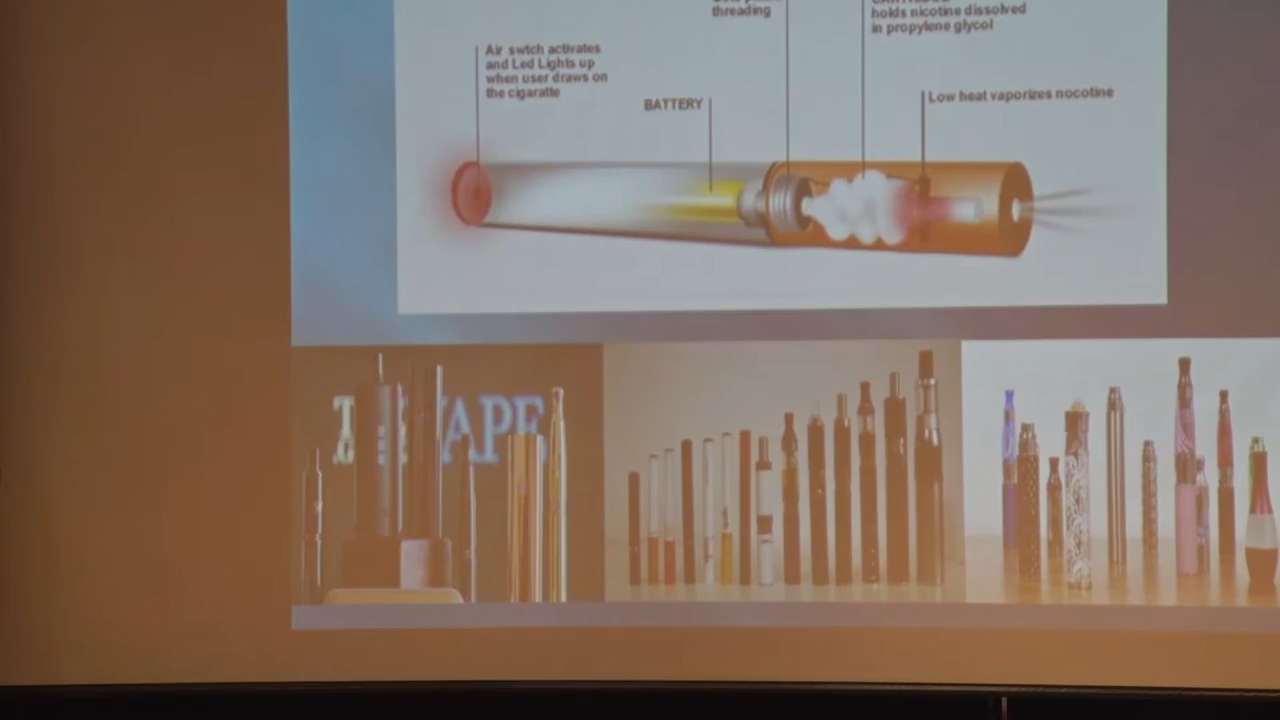 threading
holds nicotine dissolved
in propylene glycol
Air swtch activates
and Led Lights up
when user draws on
the cigaratte
BATTERY
Low heat vaporizes nocotine